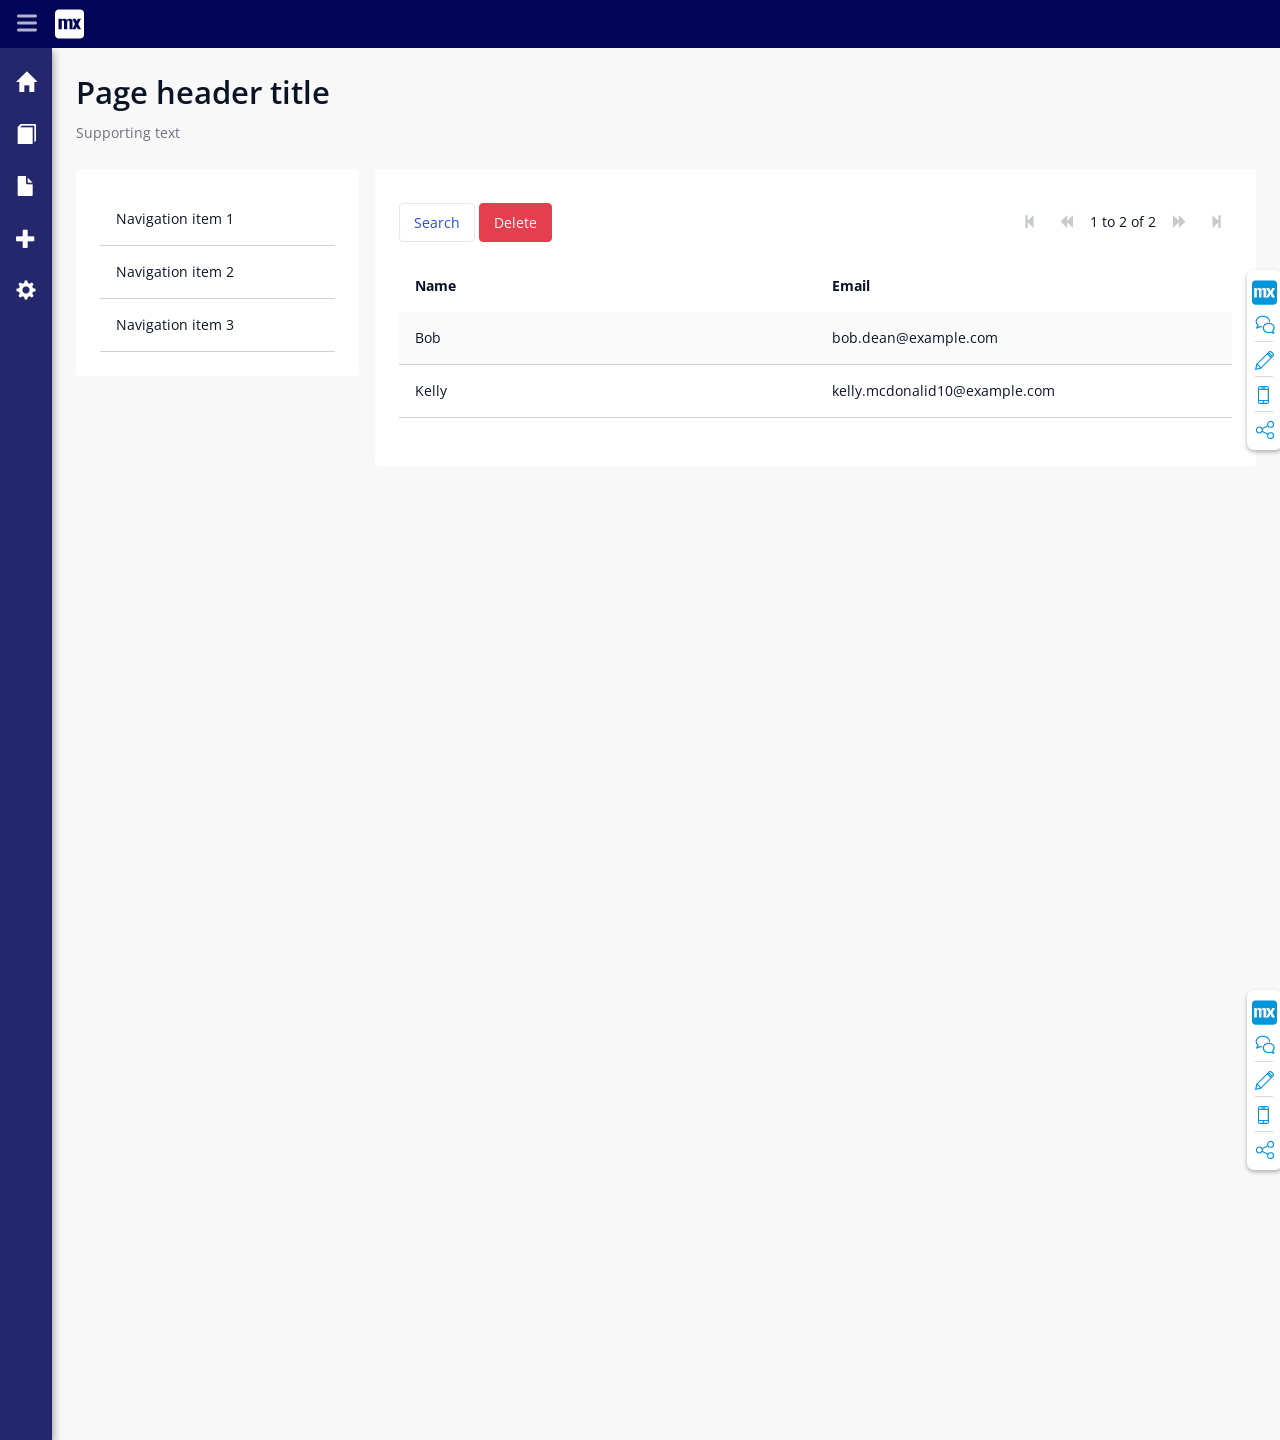 mx
Page header title
Supporting text
Navigation item 1
Navigation item 2
Navigation item 3
Search Delete 1 to 2 of 2
Name Email
Bob bob.dean@example.com
Kelly kelly.mcdonalid10@example.com
mx
mx